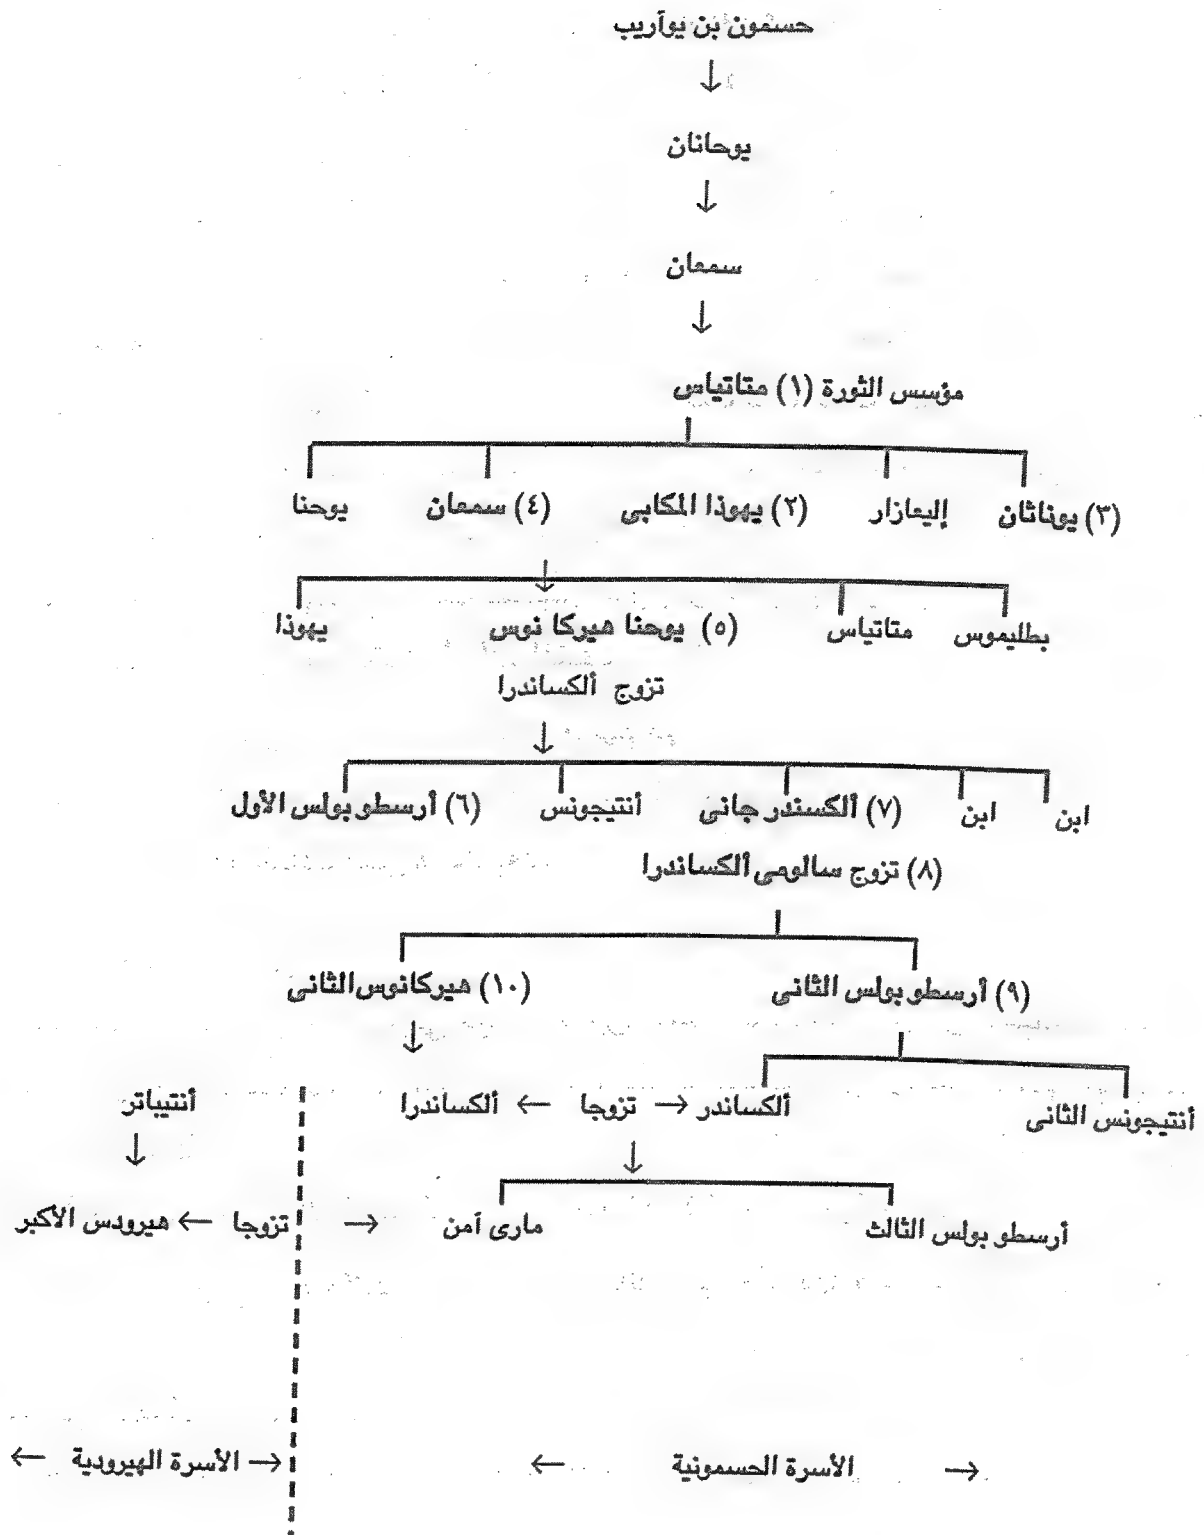 حسمون بن يوآريب
↓
يوحانان
↓
سمعان
↓
مؤسس الثورة (١) متاتياس
(٣) يوناثان إليعازار (٢) يهوذا المكابى (٤) سمعان يوحنا
↓
بطليموس متاتياس (٥) يوحنا هيركا نوس يهوذا
تزوج ألكساندرا
↓
ابن ابن (٧) ألكسندر جانى أنتيجونس (٦) أرسطو بولس الأول
(٨) تزوج سالومى ألكساندرا
(٩) أرسطو بولس الثانى (١٠) هيركانوس الثانى
↓
أنتيجونس الثانى ألكساندر ← تزوجا → ألكساندرا أنتيباتر
↓ ↓
أرسطو بولس الثالث مارى آمن ← تزوجا → هيرودس الأكبر
← الأسرة الحسمونية → ← الأسرة الهيرودية →